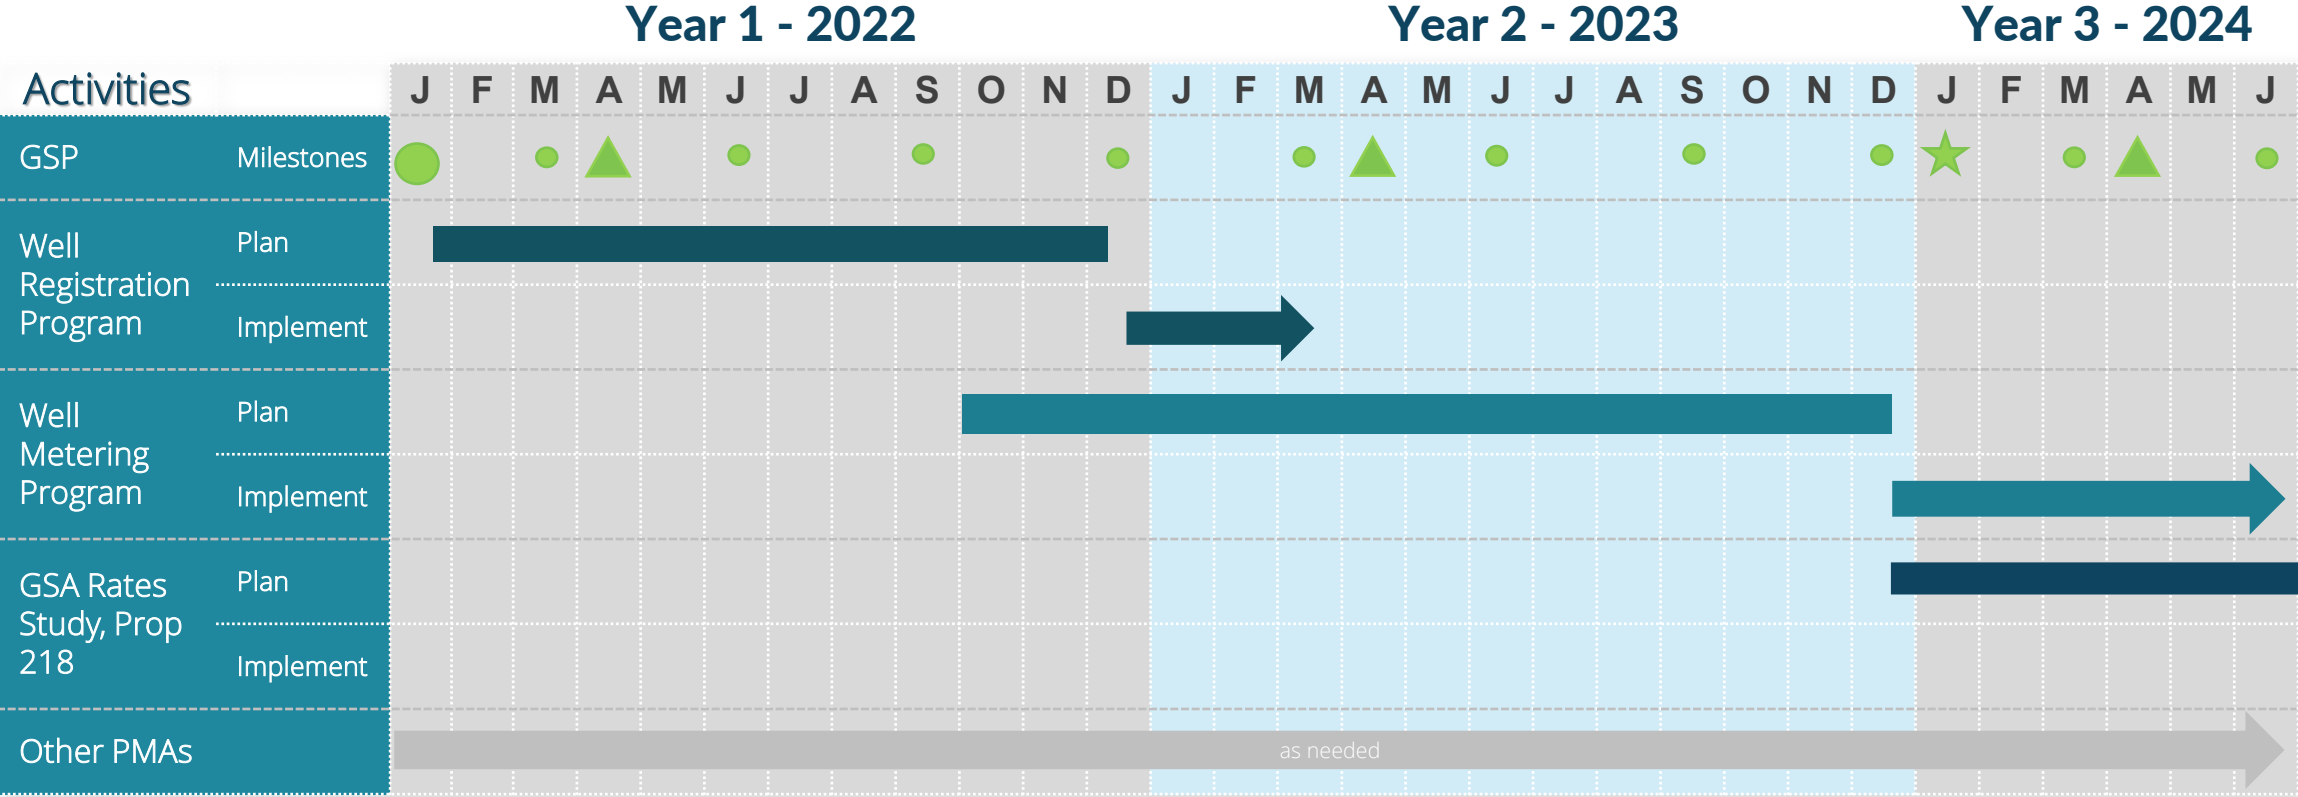 Year 1 - 2022 Year 2 - 2023 Year 3 - 2024
Activities J F M A M J J A S O N D J F M A M J J A S O N D J F M A M J
GSP Milestones
Well
Registration
Program
Plan
Implement
Well
Metering
Program
Plan
Implement
GSA Rates
Study, Prop
218
Plan
Implement
Other PMAs as needed